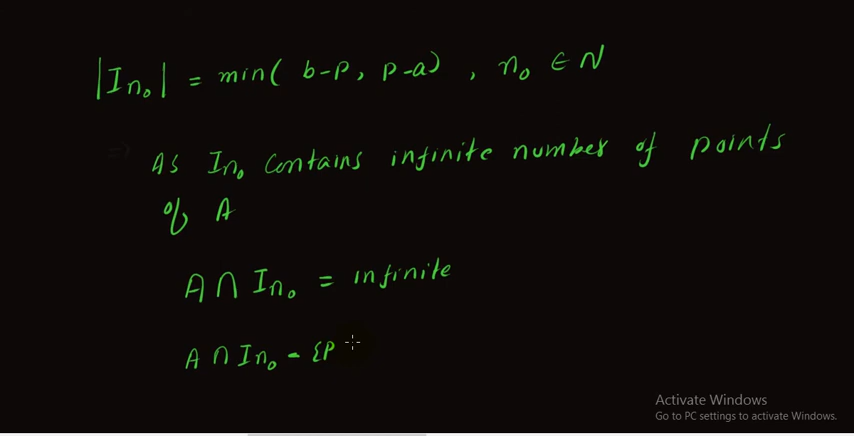 |In₀| = min( b-p, p-a) , n₀ ∈ N
⇒ As In₀ contains infinite number of points
of A
A ∩ In₀ = infinite
A ∩ In₀ - {P
Activate Windows
Go to PC settings to activate Windows.